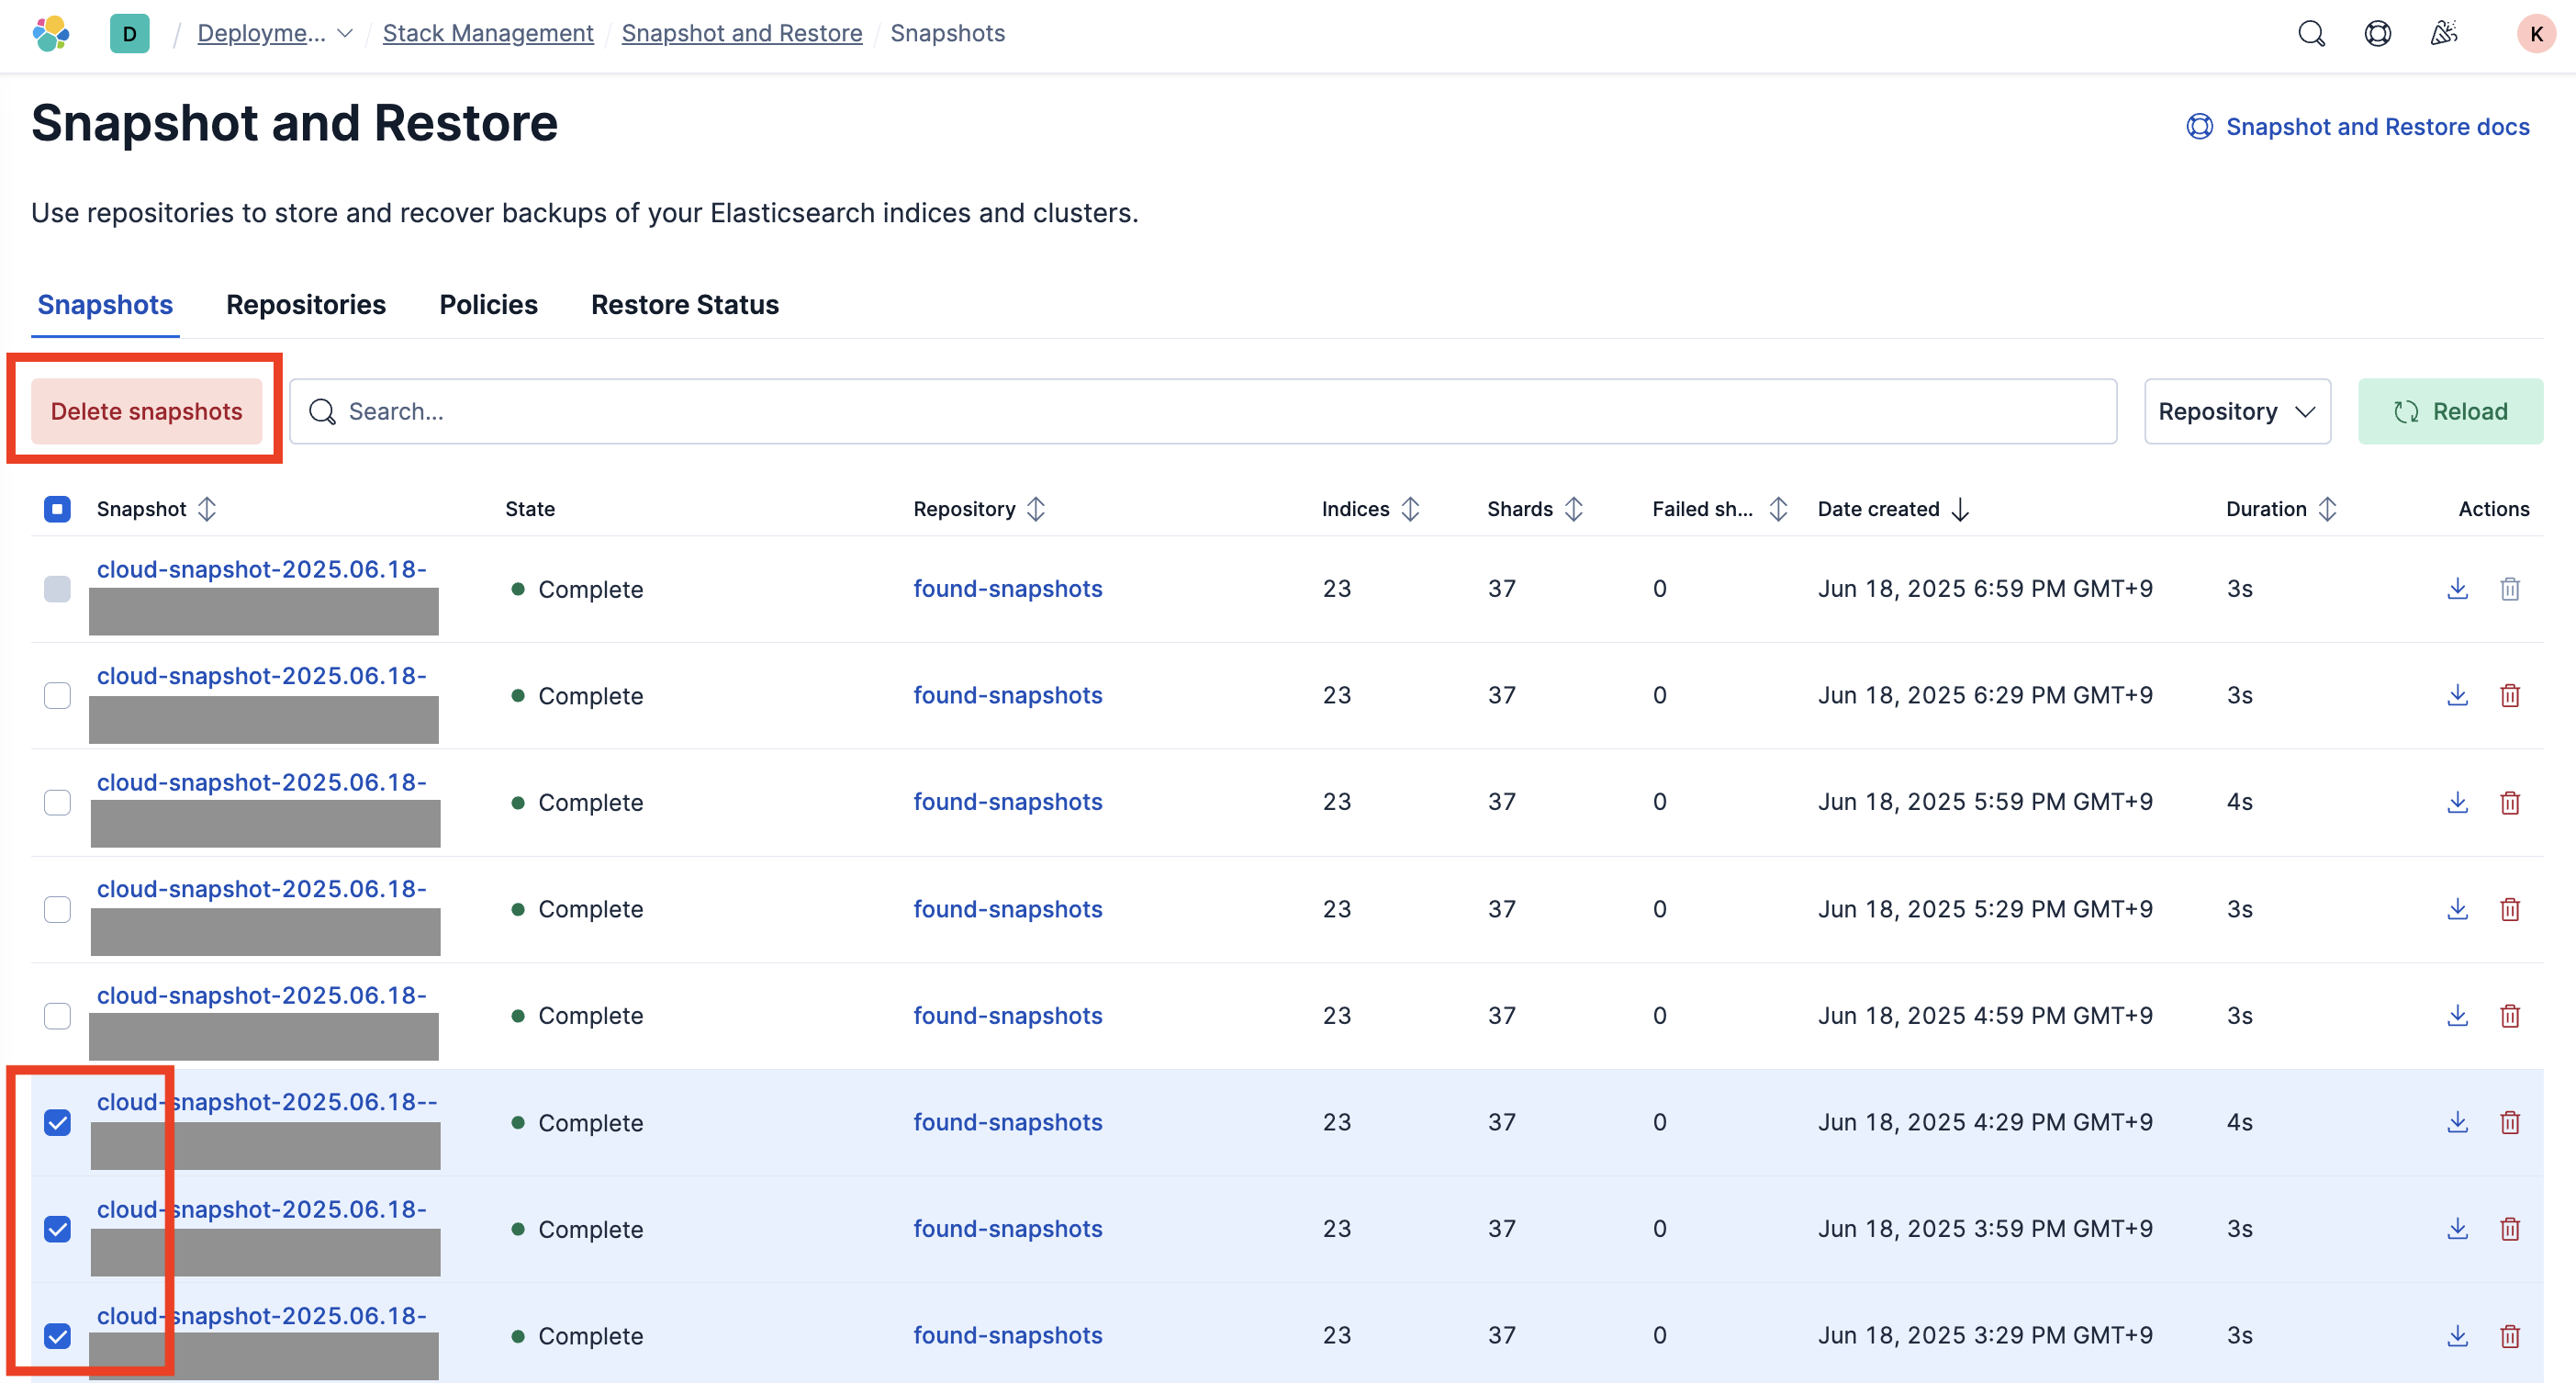 D / Deployme... / Stack Management / Snapshot and Restore / Snapshots K
Snapshot and Restore
Snapshot and Restore docs
Use repositories to store and recover backups of your Elasticsearch indices and clusters.
Snapshots Repositories Policies Restore Status
Delete snapshots Search... Repository Reload
Snapshot State Repository Indices Shards Failed sh... Date created Duration Actions
cloud-snapshot-2025.06.18-
Complete found-snapshots 23 37 0 Jun 18, 2025 6:59 PM GMT+9 3s
cloud-snapshot-2025.06.18-
Complete found-snapshots 23 37 0 Jun 18, 2025 6:29 PM GMT+9 3s
cloud-snapshot-2025.06.18-
Complete found-snapshots 23 37 0 Jun 18, 2025 5:59 PM GMT+9 4s
cloud-snapshot-2025.06.18-
Complete found-snapshots 23 37 0 Jun 18, 2025 5:29 PM GMT+9 3s
cloud-snapshot-2025.06.18-
Complete found-snapshots 23 37 0 Jun 18, 2025 4:59 PM GMT+9 3s
cloud-snapshot-2025.06.18--
Complete found-snapshots 23 37 0 Jun 18, 2025 4:29 PM GMT+9 4s
cloud-snapshot-2025.06.18-
Complete found-snapshots 23 37 0 Jun 18, 2025 3:59 PM GMT+9 3s
cloud-snapshot-2025.06.18-
Complete found-snapshots 23 37 0 Jun 18, 2025 3:29 PM GMT+9 3s